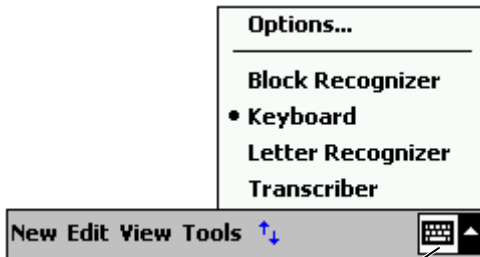 Options...
Block Recognizer
Keyboard
Letter Recognizer
Transcriber
New Edit View Tools